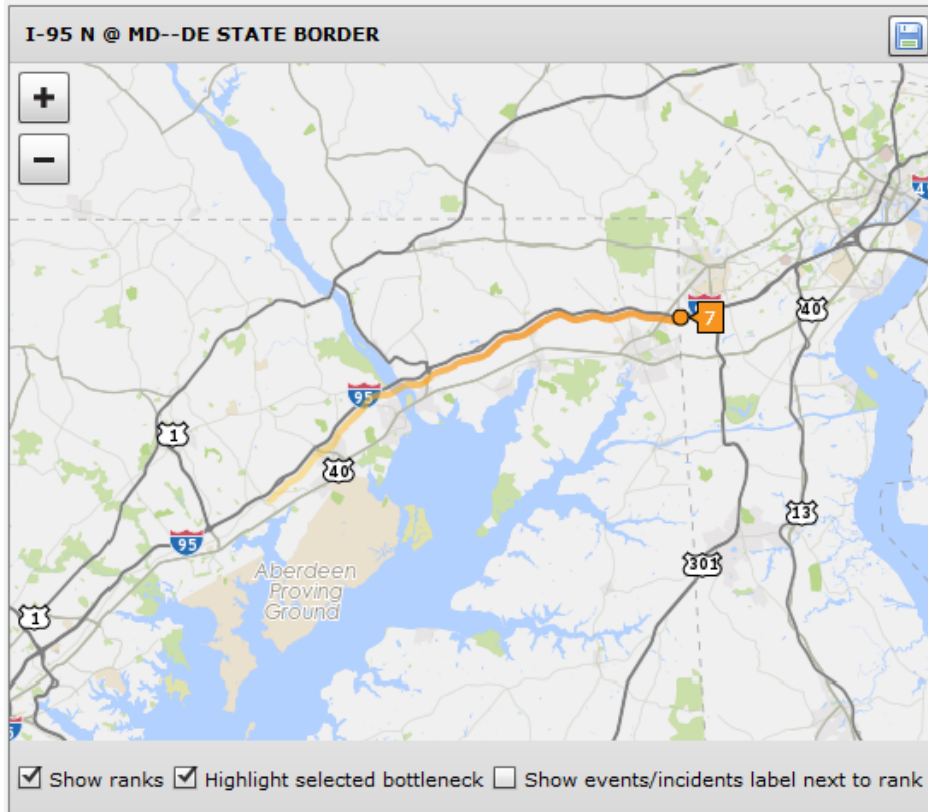 I-95 N @ MD--DE STATE BORDER
+
−
40
7
95
1
40
95
13
Aberdeen
Proving
Ground
301
1
Show ranks Highlight selected bottleneck Show events/incidents label next to rank